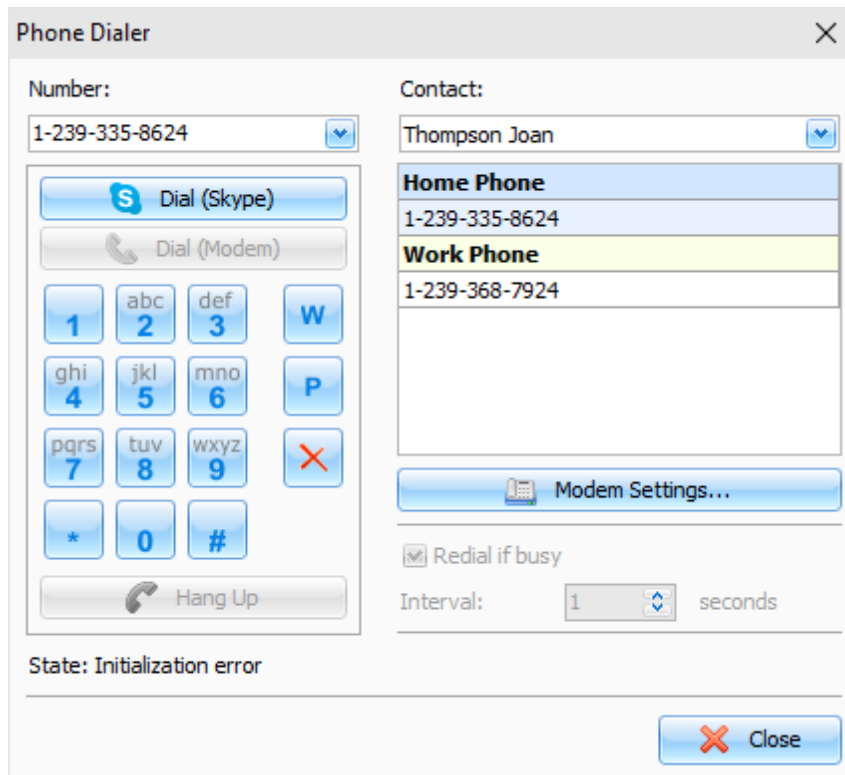 Phone Dialer
Number:
1-239-335-8624
S Dial (Skype)
Dial (Modem)
1
abc
2
def
3
W
ghi
4
jkl
5
mno
6
P
pqrs
7
tuv
8
wxyz
9
*
0
#
Hang Up
Contact:
Thompson Joan
Home Phone
1-239-335-8624
Work Phone
1-239-368-7924
Modem Settings...
Redial if busy
Interval: 1 seconds
State: Initialization error
Close